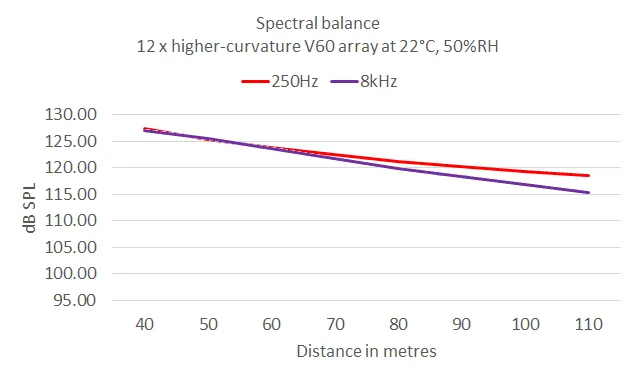 Spectral balance
12 x higher-curvature V60 array at 22°C, 50%RH
250Hz 8kHz
130.00
125.00
120.00
115.00
110.00
105.00
100.00
95.00
dB SPL
40 50 60 70 80 90 100 110
Distance in metres